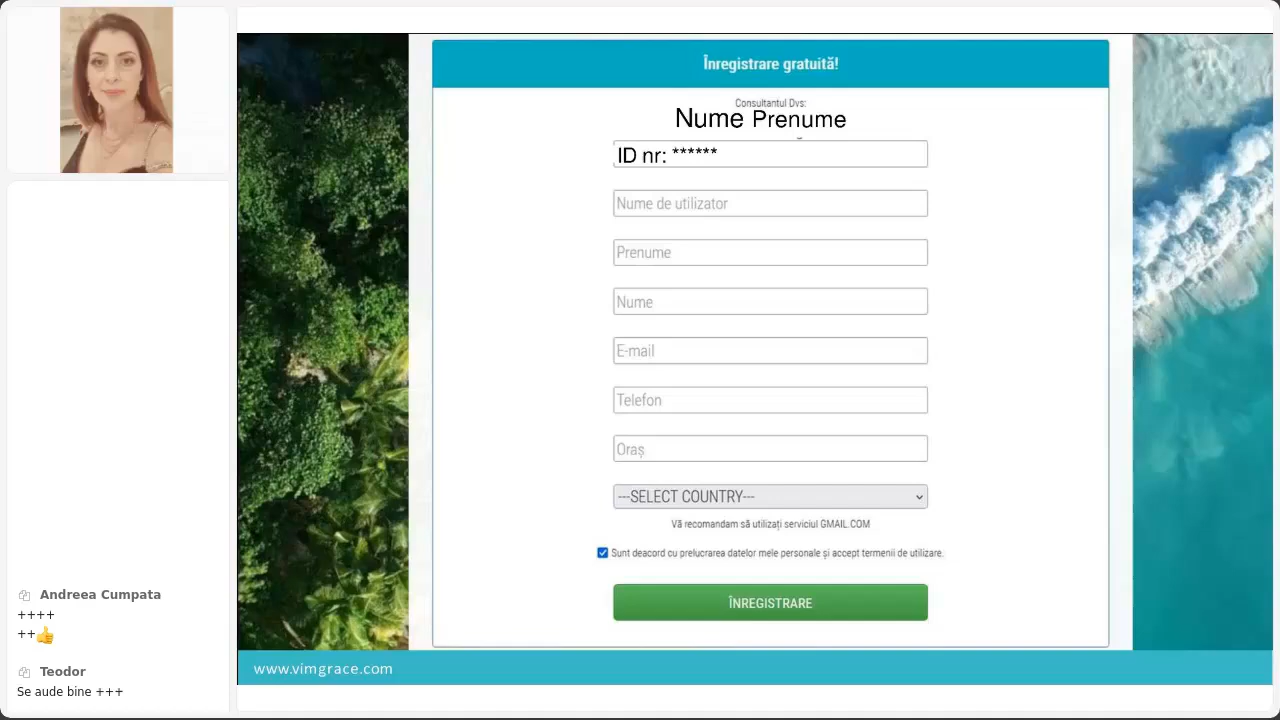 Înregistrare gratuită!
Consultantul Dvs:
Nume Prenume
ID nr: ******
Nume de utilizator
Prenume
Nume
E-mail
Telefon
Oraș
---SELECT COUNTRY---
Vă recomandam să utilizați serviciul GMAIL.COM
Sunt deacord cu prelucrarea datelor mele personale și accept termenii de utilizare.
ÎNREGISTRARE
www.vimgrace.com
Andreea Cumpata
++++
++👍
Teodor
Se aude bine +++